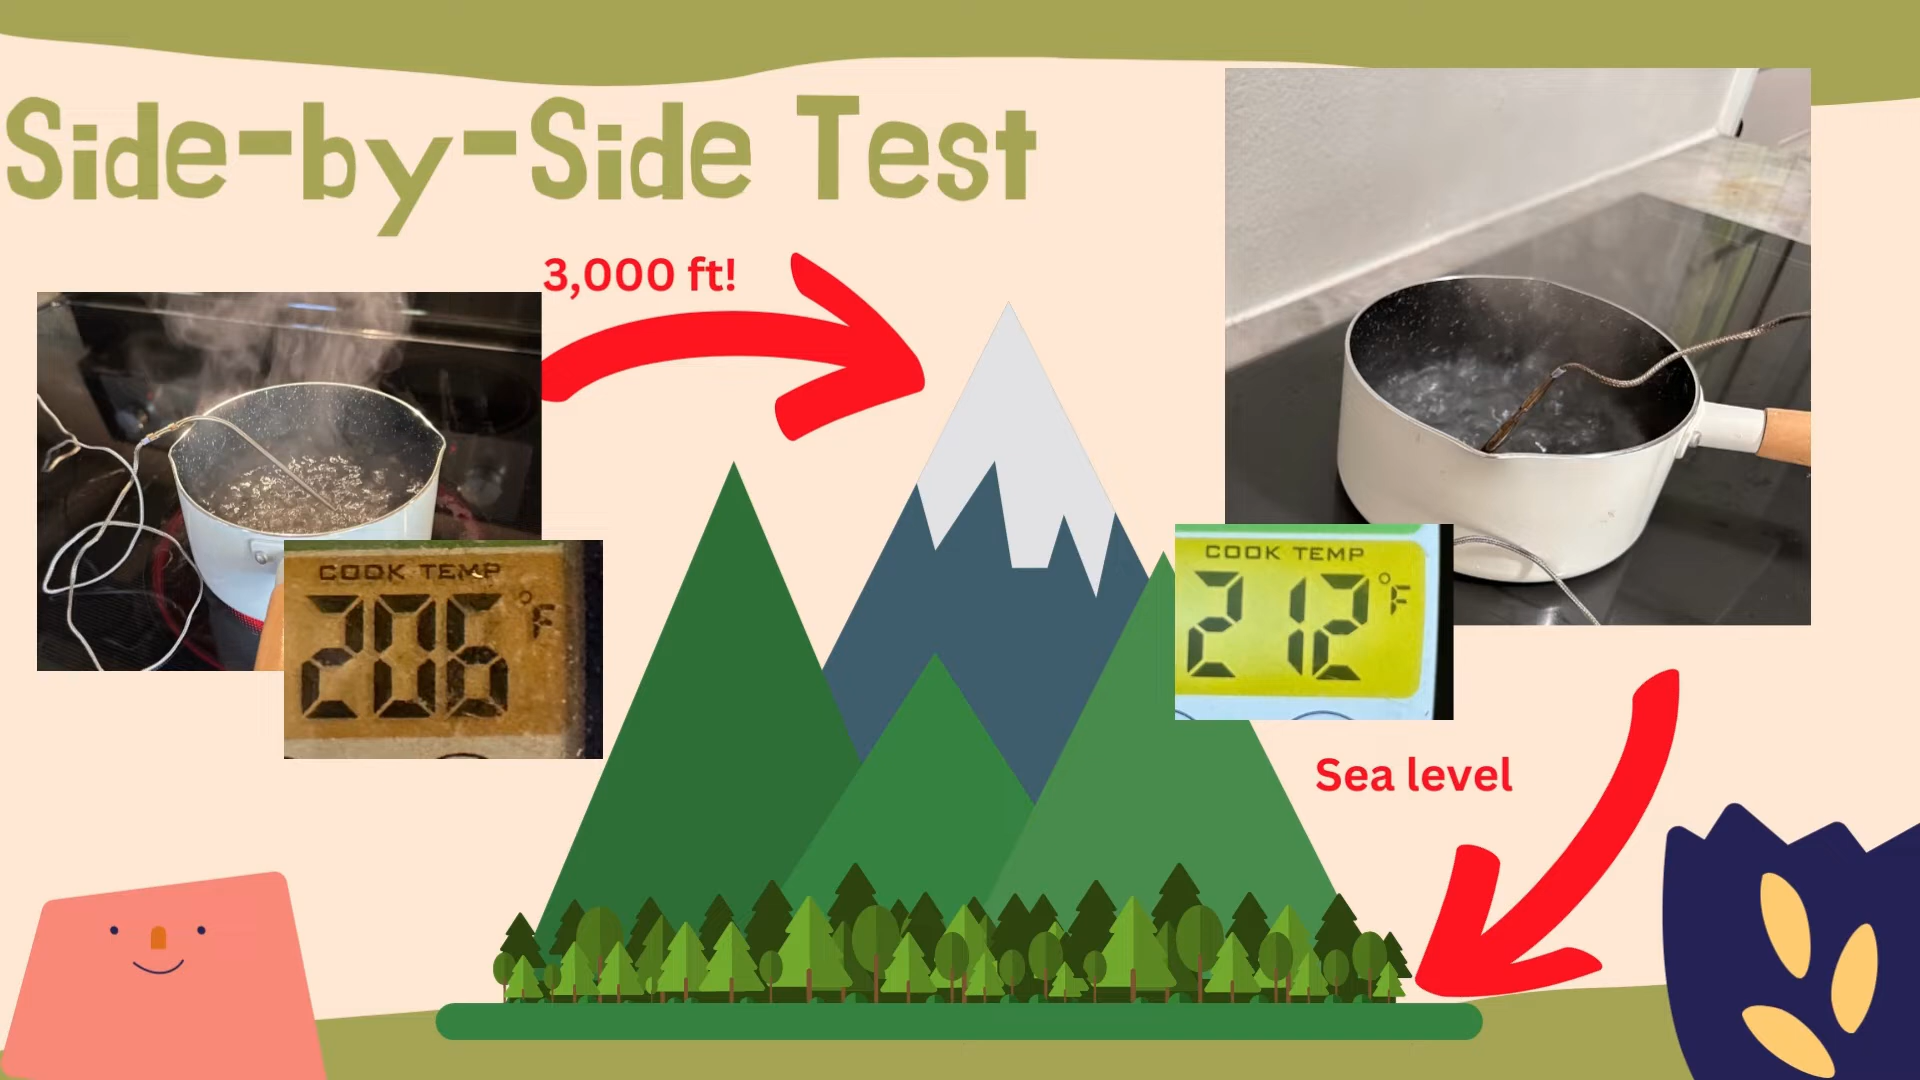 Side-by-Side Test
3,000 ft!
COOK TEMP
206 °F
COOK TEMP
212 °F
Sea level